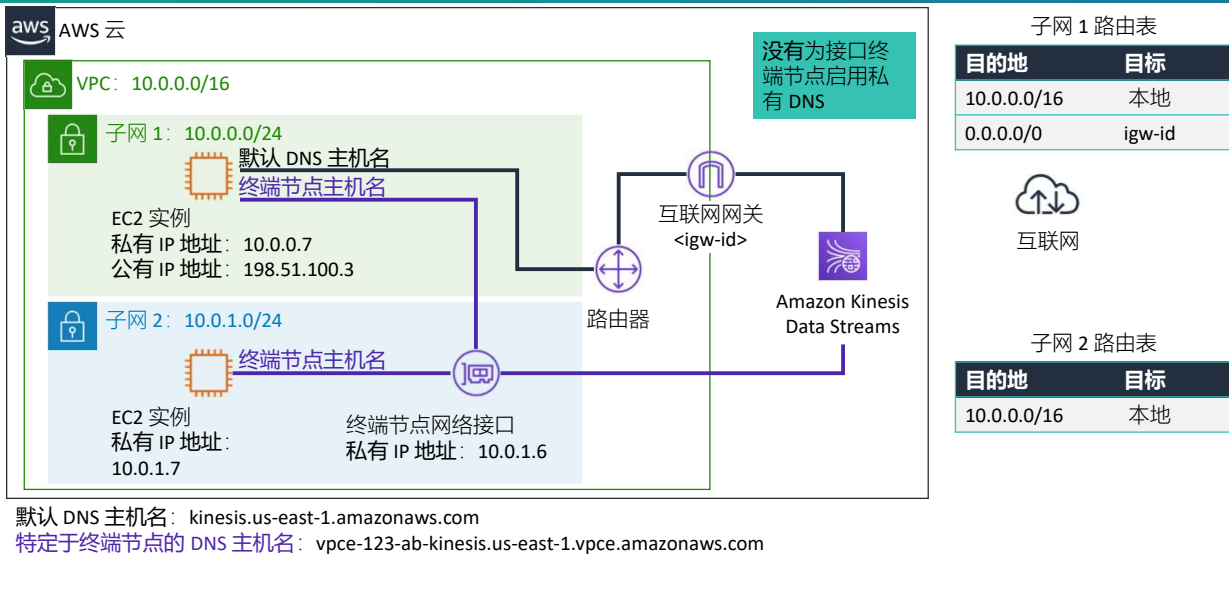 aws AWS 云
没有为接口终
端节点启用私
有 DNS
VPC：10.0.0.0/16
子网 1：10.0.0.0/24
默认 DNS 主机名
终端节点主机名
EC2 实例
私有 IP 地址：10.0.0.7
公有 IP 地址：198.51.100.3
互联网网关
<igw-id>
路由器
Amazon Kinesis
Data Streams
子网 2：10.0.1.0/24
终端节点主机名
EC2 实例
私有 IP 地址：
10.0.1.7
终端节点网络接口
私有 IP 地址：10.0.1.6
子网 1 路由表
目的地 目标
10.0.0.0/16 本地
0.0.0.0/0 igw-id
互联网
子网 2 路由表
目的地 目标
10.0.0.0/16 本地
默认 DNS 主机名：kinesis.us-east-1.amazonaws.com
特定于终端节点的 DNS 主机名：vpce-123-ab-kinesis.us-east-1.vpce.amazonaws.com